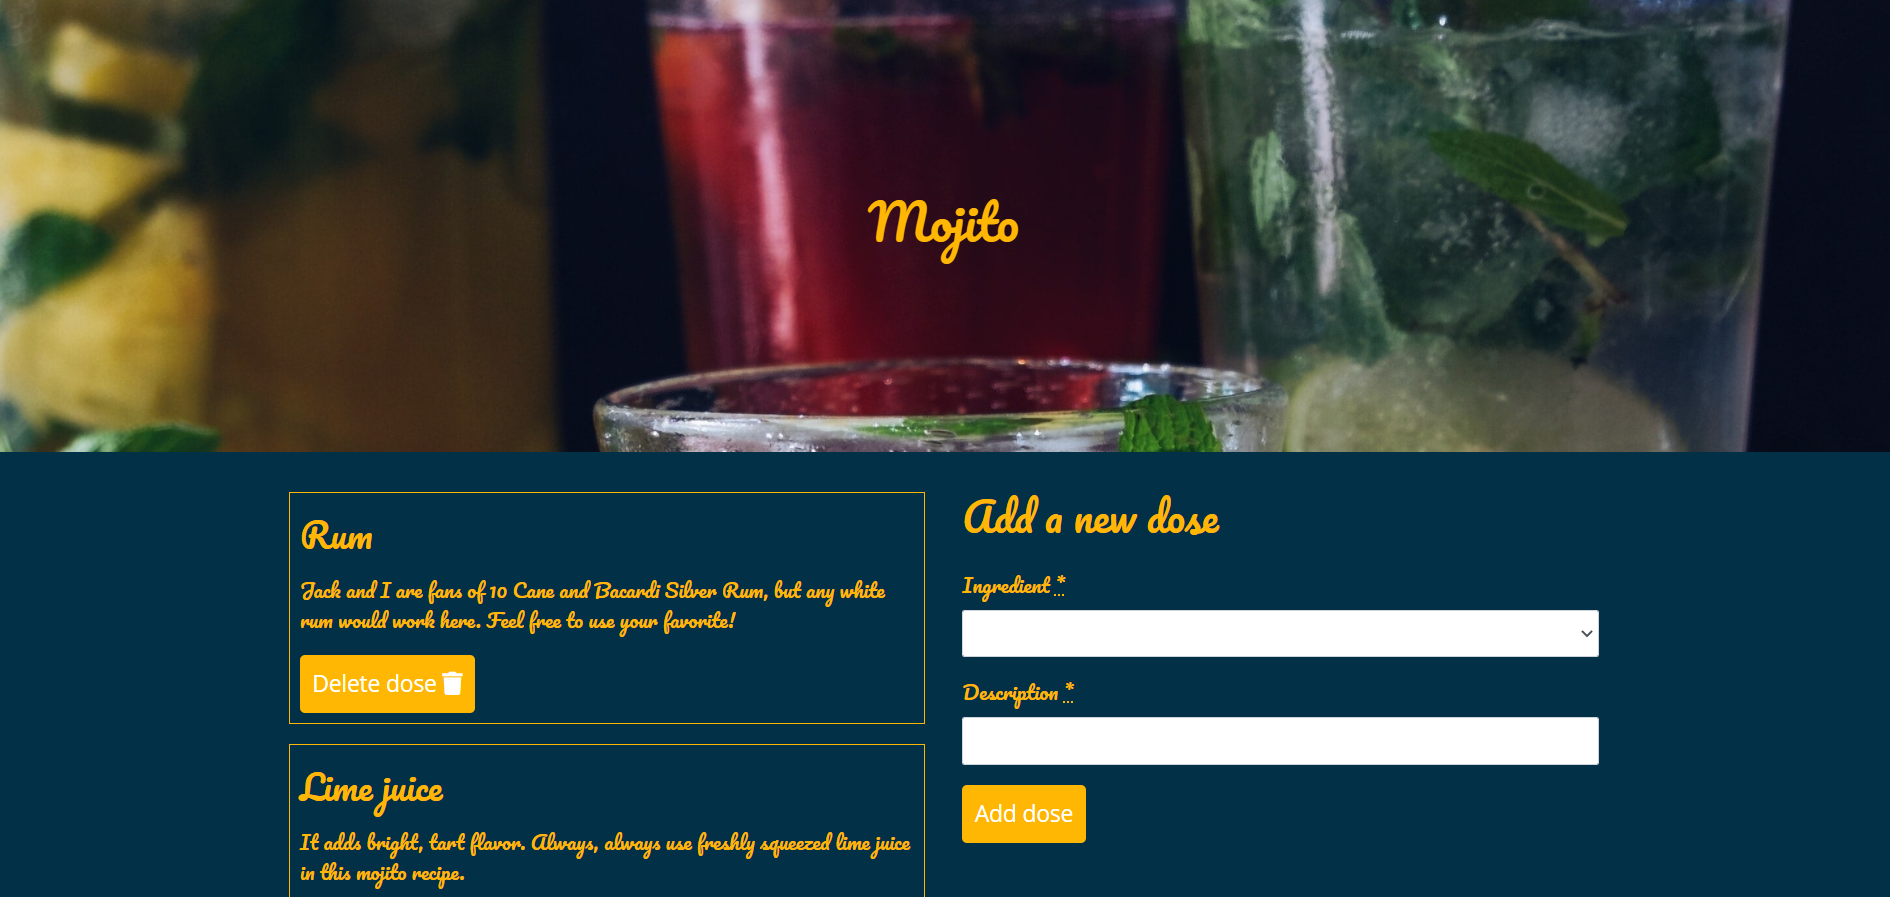 Mojito
Rum
Jack and I are fans of 10 Cane and Bacardi Silver Rum, but any white
rum would work here. Feel free to use your favorite!
Delete dose
Lime juice
It adds bright, tart flavor. Always, always use freshly squeezed lime juice
in this mojito recipe.
Add a new dose
Ingredient *
Description *
Add dose